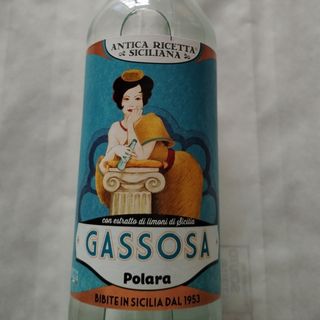 ANTICA RICETTA
SICILIANA
con estratto di limoni di Sicilia
GASSOSA
Polara
BIBITE IN SICILIA DAL 1953